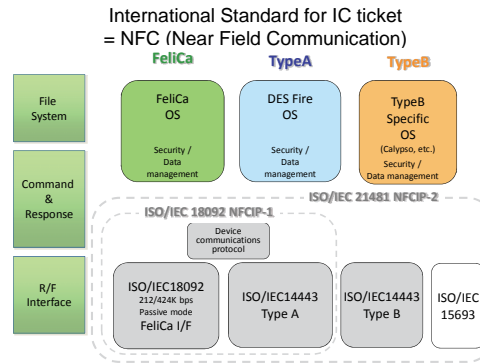 International Standard for IC ticket
= NFC (Near Field Communication)
FeliCa
TypeA
TypeB
File
System
FeliCa
OS
Security /
Data
management
DES Fire
OS
Security /
Data
management
TypeB
Specific
OS
(Calypso, etc.)
Security /
Data management
Command
&
Response
ISO/IEC 21481 NFCIP-2
ISO/IEC 18092 NFCIP-1
Device
communications
protocol
R/F
Interface
ISO/IEC18092
212/424K bps
Passive mode
FeliCa I/F
ISO/IEC14443
Type A
ISO/IEC14443
Type B
ISO/IEC
15693